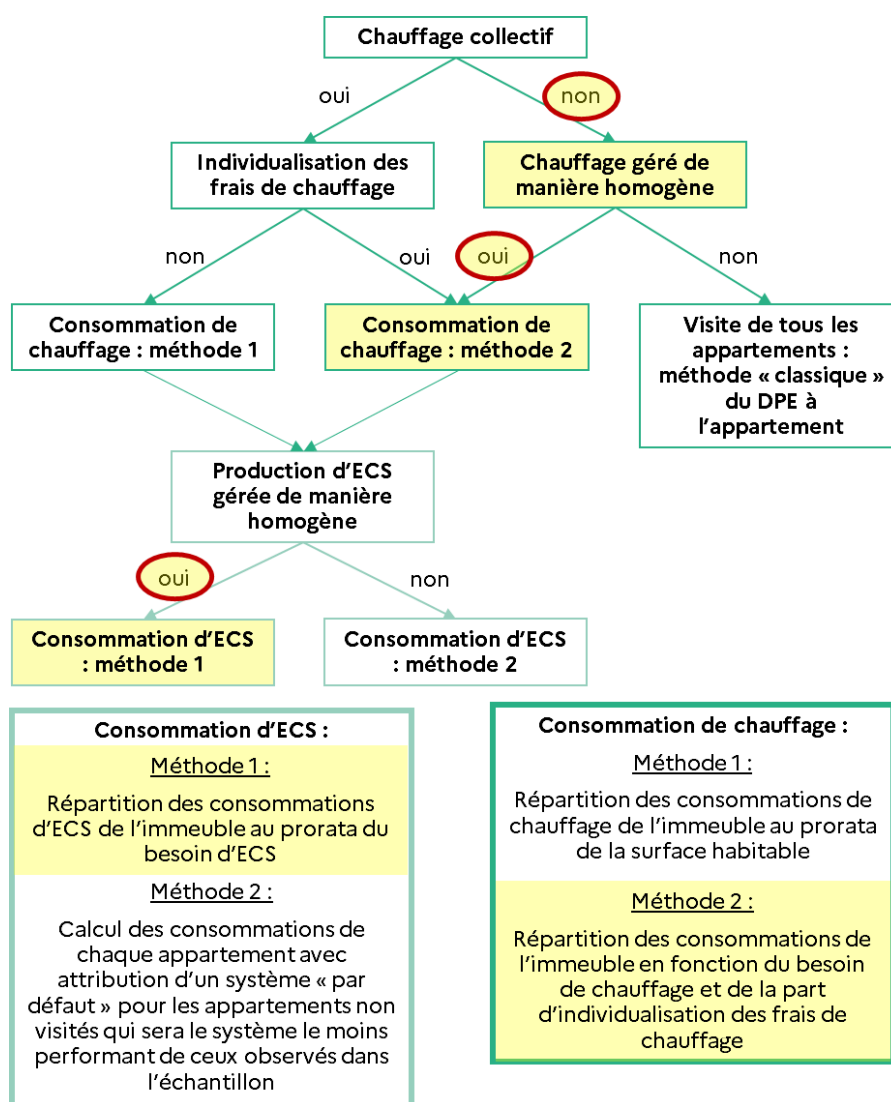 Chauffage collectif
oui
non
Individualisation des
frais de chauffage
Chauffage géré de
manière homogène
non
oui
oui
non
Consommation de
chauffage : méthode 1
Consommation de
chauffage : méthode 2
Visite de tous les
appartements :
méthode « classique »
du DPE à
l'appartement
Production d'ECS
gérée de manière
homogène
oui
non
Consommation d'ECS
: méthode 1
Consommation d'ECS
: méthode 2
Consommation d'ECS :
Méthode 1 :
Répartition des consommations
d'ECS de l'immeuble au prorata du
besoin d'ECS
Méthode 2 :
Calcul des consommations de
chaque appartement avec
attribution d'un système « par
défaut » pour les appartements non
visités qui sera le système le moins
performant de ceux observés dans
l'échantillon
Consommation de chauffage :
Méthode 1 :
Répartition des consommations de
chauffage de l'immeuble au prorata
de la surface habitable
Méthode 2 :
Répartition des consommations de
l'immeuble en fonction du besoin
de chauffage et de la part
d'individualisation des frais de
chauffage